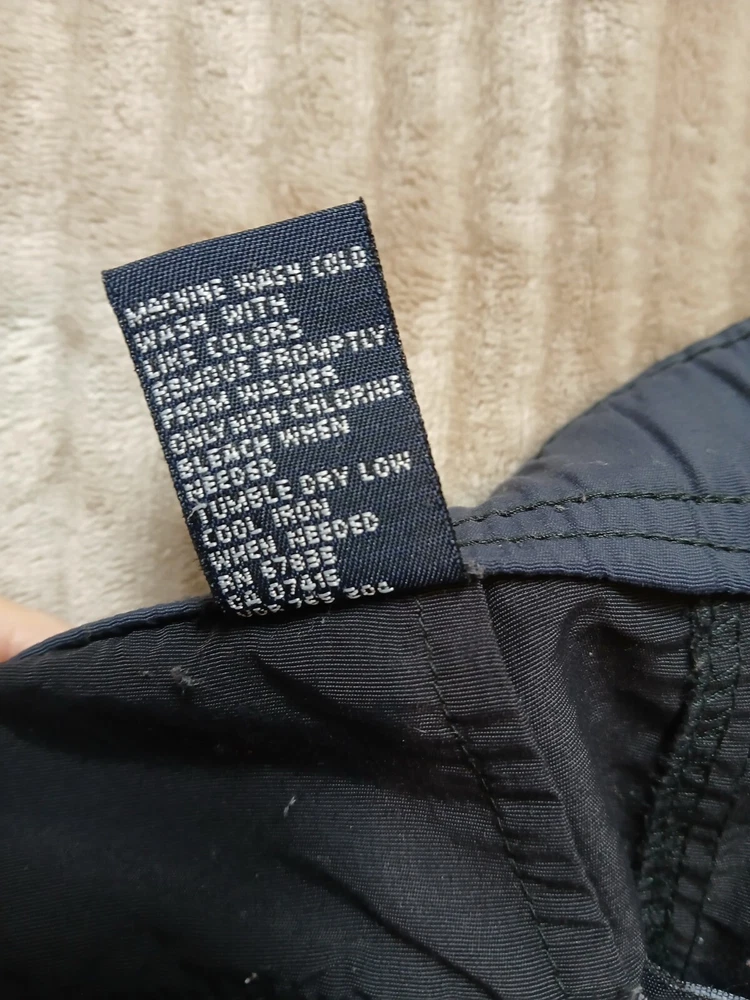 MACHINE WASH COLD
WASH WITH
LIKE COLORS
REMOVE PROMPTLY
FROM WASHER
ONLY NON CHLORINE
BLEACH WHEN
NEEDED
TUMBLE DRY LOW
COOL IRON
WHEN NEEDED
RN
CA